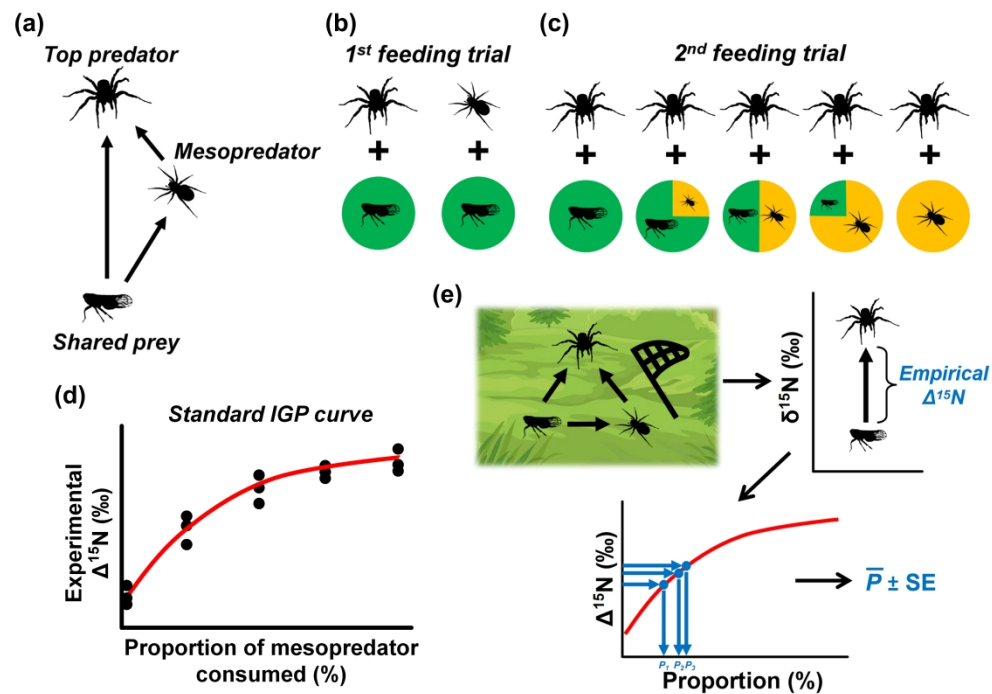 (a)
Top predator
Mesopredator
Shared prey
(b)
1st feeding trial
+
+
(c)
2nd feeding trial
+
+
+
+
+
(d)
Standard IGP curve
Experimental
Δ15N (‰)
Proportion of mesopredator
consumed (%)
(e)
δ15N (‰)
Empirical
Δ15N
Δ15N (‰)
P1
P2
P3
Proportion (%)
P̅ ± SE